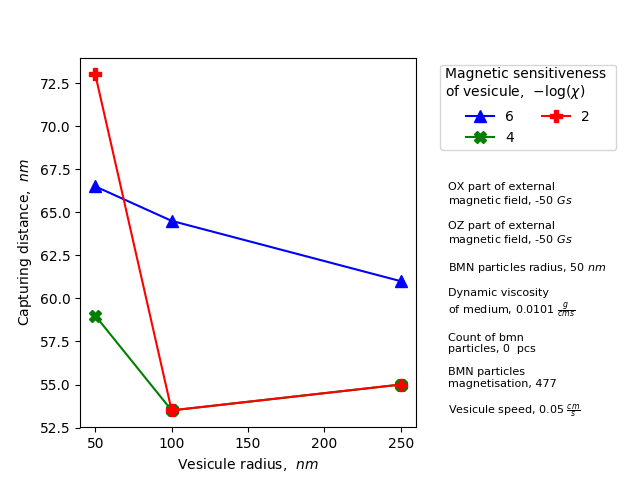 72.5
70.0
67.5
65.0
62.5
60.0
57.5
55.0
52.5
Capturing distance, nm
50
100
150
200
250
Vesicule radius, nm
Magnetic sensitiveness
of vesicule, −log(χ)
6
2
4
OX part of external
magnetic field, -50 Gs
OZ part of external
magnetic field, -50 Gs
BMN particles radius, 50 nm
Dynamic viscosity
of medium, 0.0101 g/cms
Count of bmn
particles, 0 pcs
BMN particles
magnetisation, 477
Vesicule speed, 0.05 cm/s